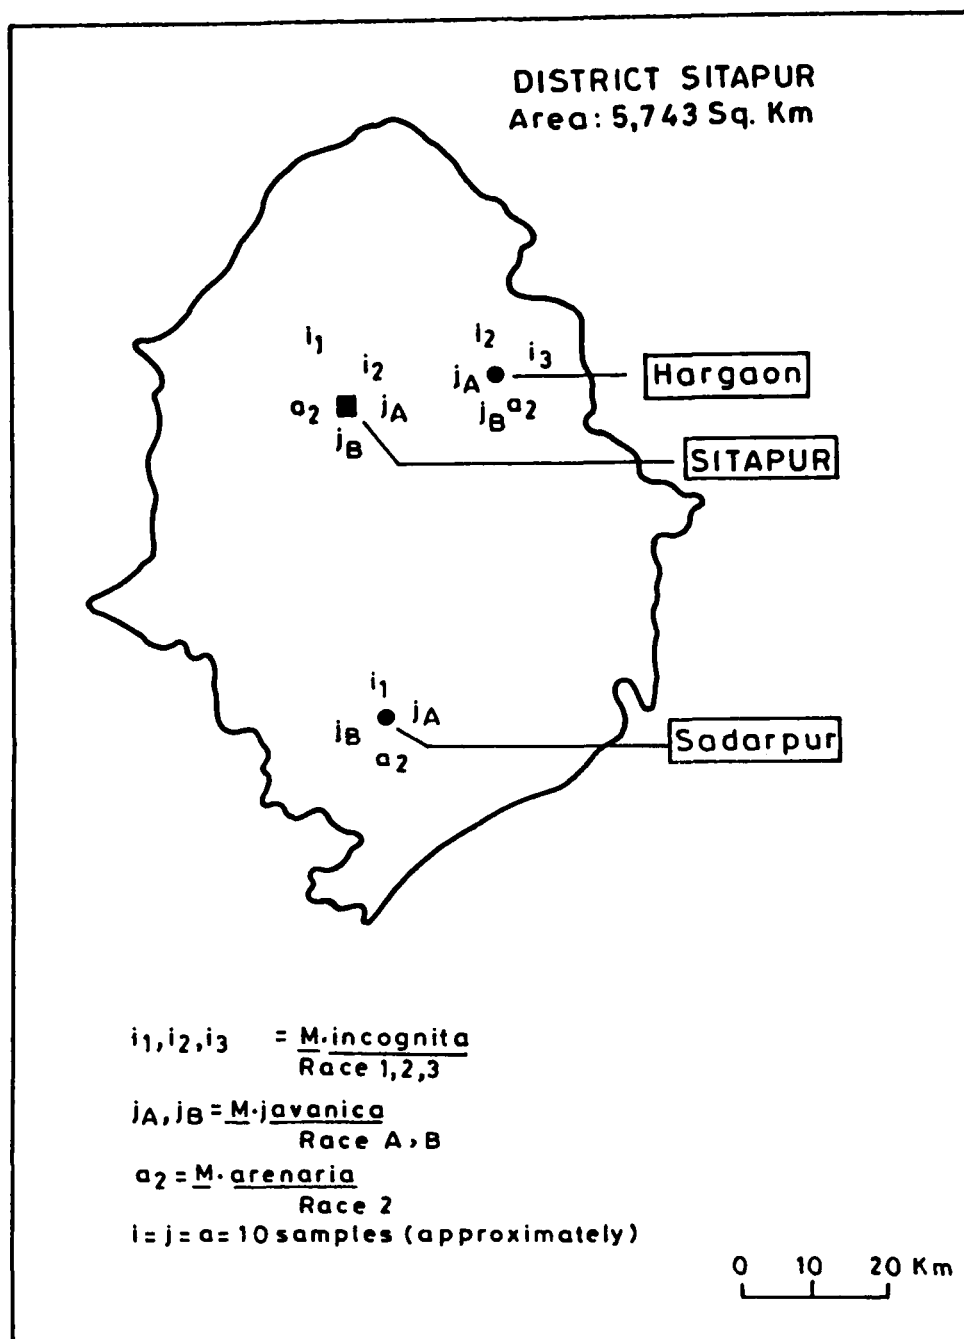 DISTRICT SITAPUR
Area: 5,743 Sq. Km
i1
i2
a2
jA
jB
i2
i3
jA
jB
a2
Hargaon
SITAPUR
i1
jA
jB
a2
Sadarpur
i1,i2,i3 = M.incognita
Race 1,2,3
jA,jB=M.javanica
Race A,B
a2=M.arenaria
Race 2
i=j=a=10 samples (approximately)
0 10 20 Km